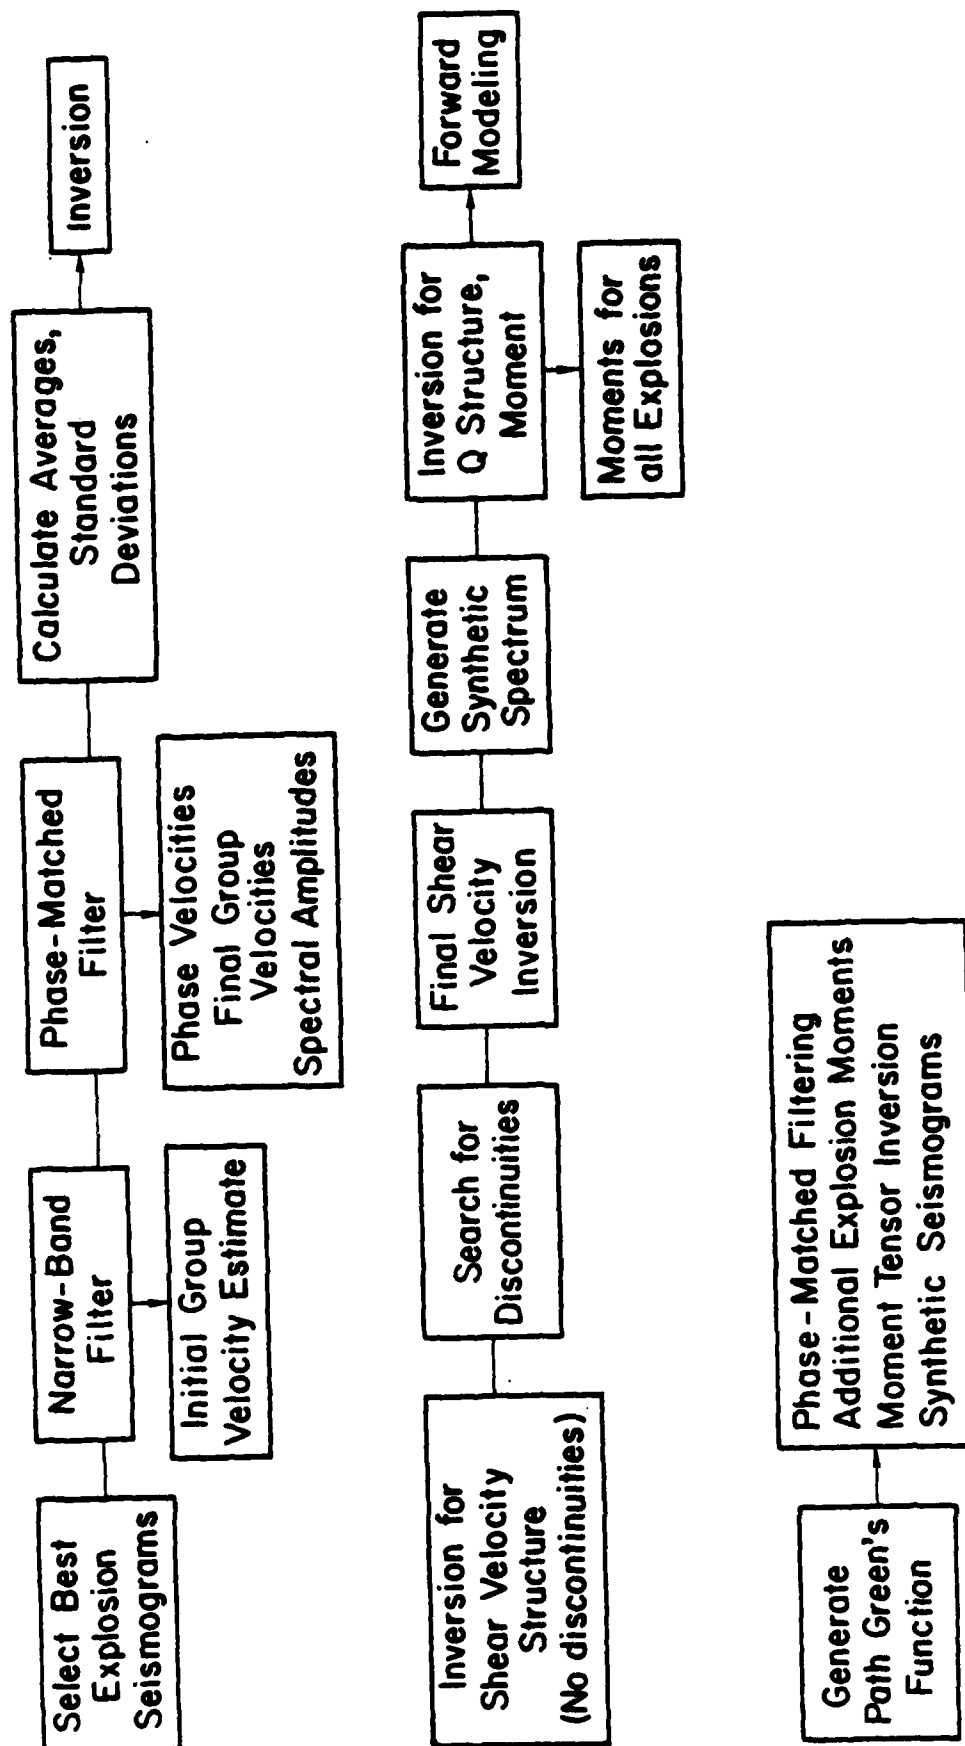 Select Best
Explosion
Seismograms
Narrow-Band
Filter
Initial Group
Velocity Estimate
Phase-Matched
Filter
Phase Velocities
Final Group
Velocities
Spectral Amplitudes
Calculate Averages,
Standard
Deviations
Inversion
Inversion for
Shear Velocity
Structure
(No discontinuities)
Search for
Discontinuities
Final Shear
Velocity
Inversion
Generate
Synthetic
Spectrum
Inversion for
Q Structure,
Moment
Moments for
all Explosions
Forward
Modeling
Generate
Path Green's
Function
Phase-Matched Filtering
Additional Explosion Moments
Moment Tensor Inversion
Synthetic Seismograms